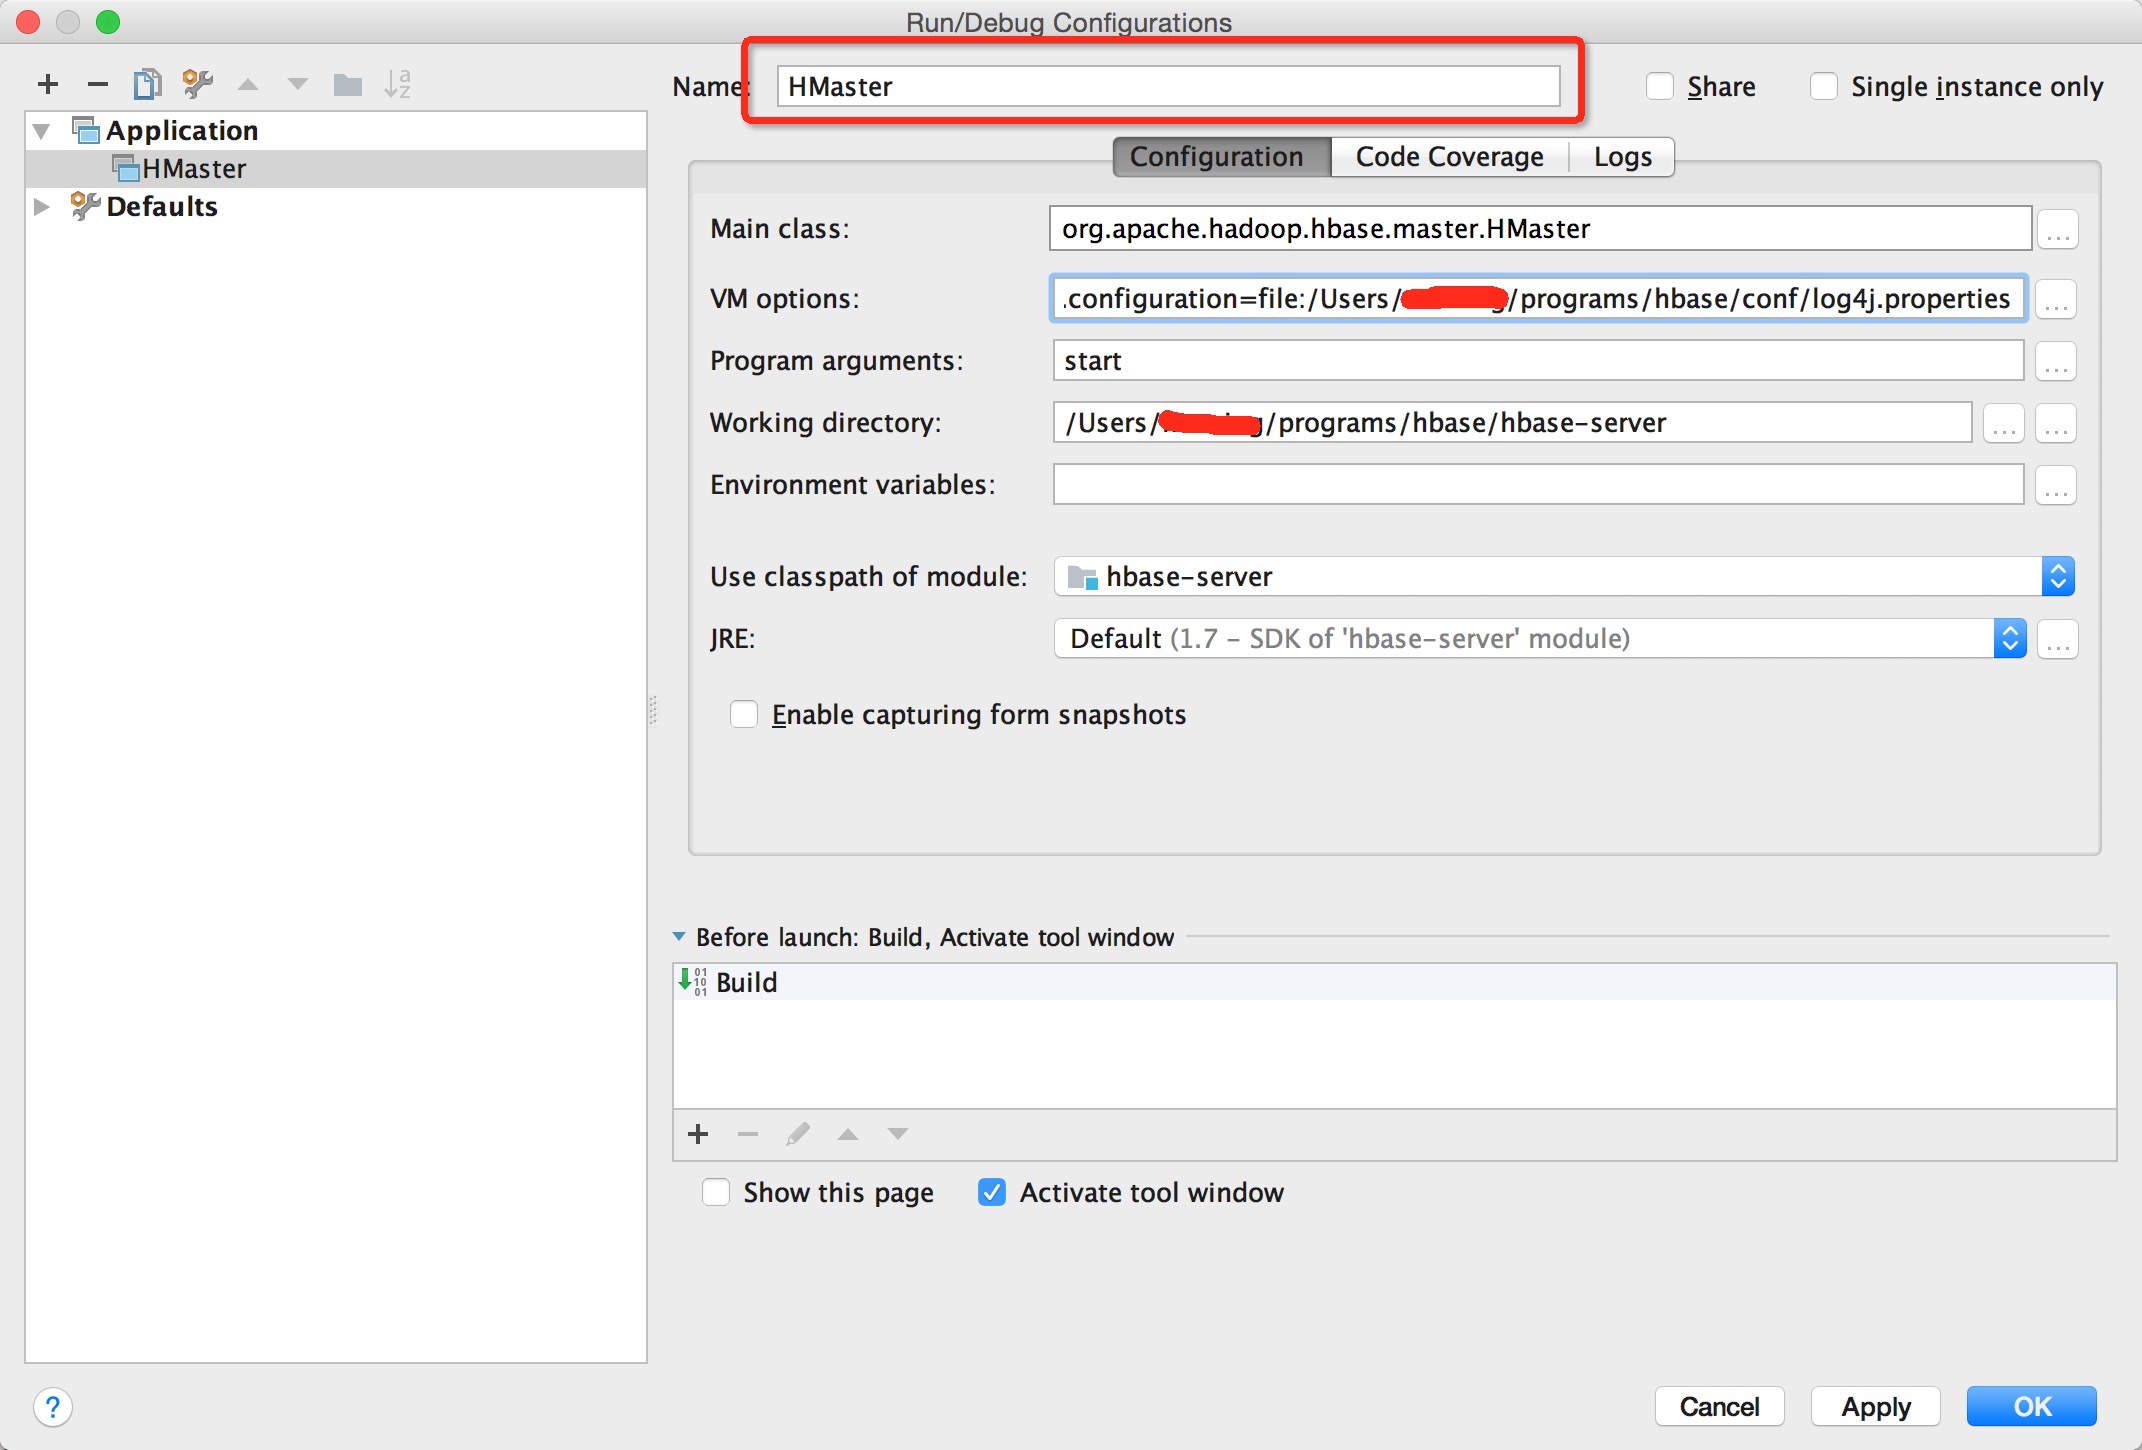 Run/Debug Configurations
Name: HMaster
Share
Single instance only
Application
HMaster
Defaults
Configuration Code Coverage Logs
Main class: org.apache.hadoop.hbase.master.HMaster ...
VM options: .configuration=file:/Users/ /programs/hbase/conf/log4j.properties ...
Program arguments: start ...
Working directory: /Users/ /programs/hbase/hbase-server ... ...
Environment variables: ...
Use classpath of module: hbase-server
JRE: Default (1.7 - SDK of 'hbase-server' module) ...
Enable capturing form snapshots
Before launch: Build, Activate tool window
Build
Show this page
Activate tool window
? Cancel Apply OK